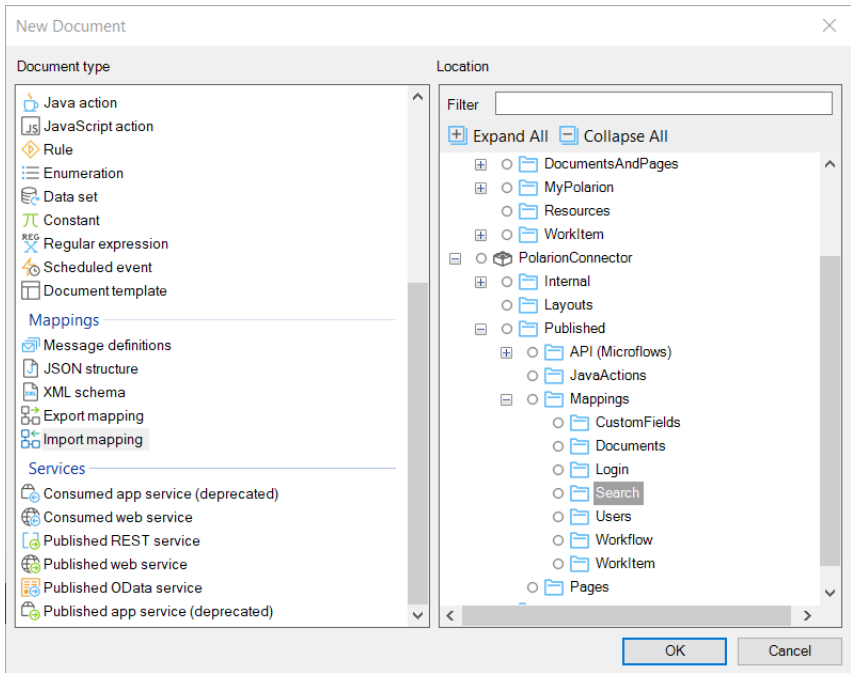 New Document
Document type
Java action
JS JavaScript action
Rule
Enumeration
Data set
Constant
REG Regular expression
Scheduled event
Document template
Mappings
Message definitions
JSON structure
XML schema
Export mapping
Import mapping
Services
Consumed app service (deprecated)
Consumed web service
Published REST service
Published web service
Published OData service
Published app service (deprecated)
Location
Filter
Expand All Collapse All
DocumentsAndPages
MyPolarion
Resources
WorkItem
PolarionConnector
Internal
Layouts
Published
API (Microflows)
JavaActions
Mappings
CustomFields
Documents
Login
Search
Users
Workflow
WorkItem
Pages
OK Cancel